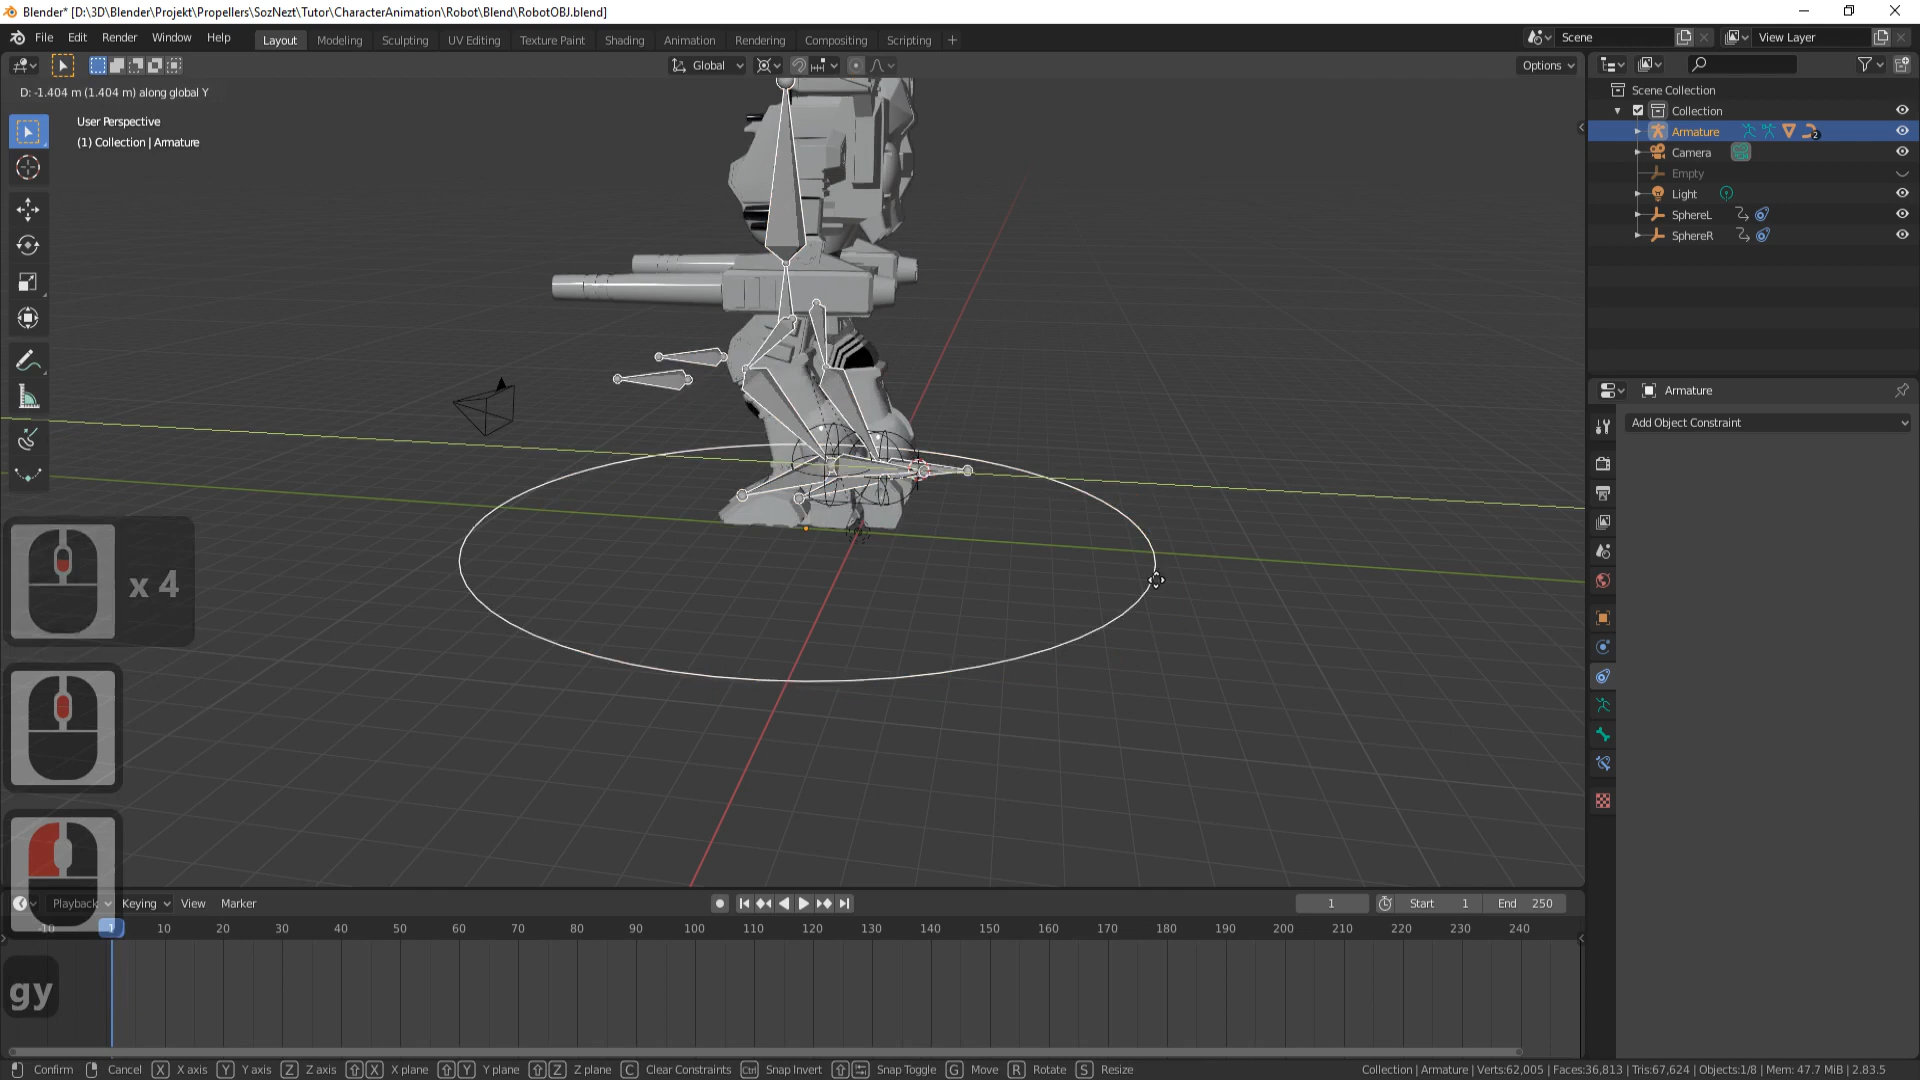 Blender* [D:\3D\Blender\Projekt\Propellers\SozNezt\Tutor\CharacterAnimation\Robot\Blend\RobotOBJ.blend]
File Edit Render Window Help Layout Modeling Sculpting UV Editing Texture Paint Shading Animation Rendering Compositing Scripting + Scene View Layer
Global Options
D: -1.404 m (1.404 m) along global Y
User Perspective
(1) Collection | Armature
Scene Collection
Collection
Armature 2
Camera
Empty
Light
SphereL
SphereR
Armature
Add Object Constraint
x 4
Playback Keying View Marker 1 Start 1 End 250
-10 1 10 20 30 40 50 60 70 80 90 100 110 120 130 140 150 160 170 180 190 200 210 220 230 240
gy
Confirm Cancel X X axis Y Y axis Z Z axis X X plane Y Y plane Z Z plane C Clear Constraints Ctrl Snap Invert Snap Toggle G Move R Rotate S Resize Collection | Armature | Verts:62,005 | Faces:36,813 | Tris:67,624 | Objects:1/8 | Mem: 47.7 MiB | 2.83.5